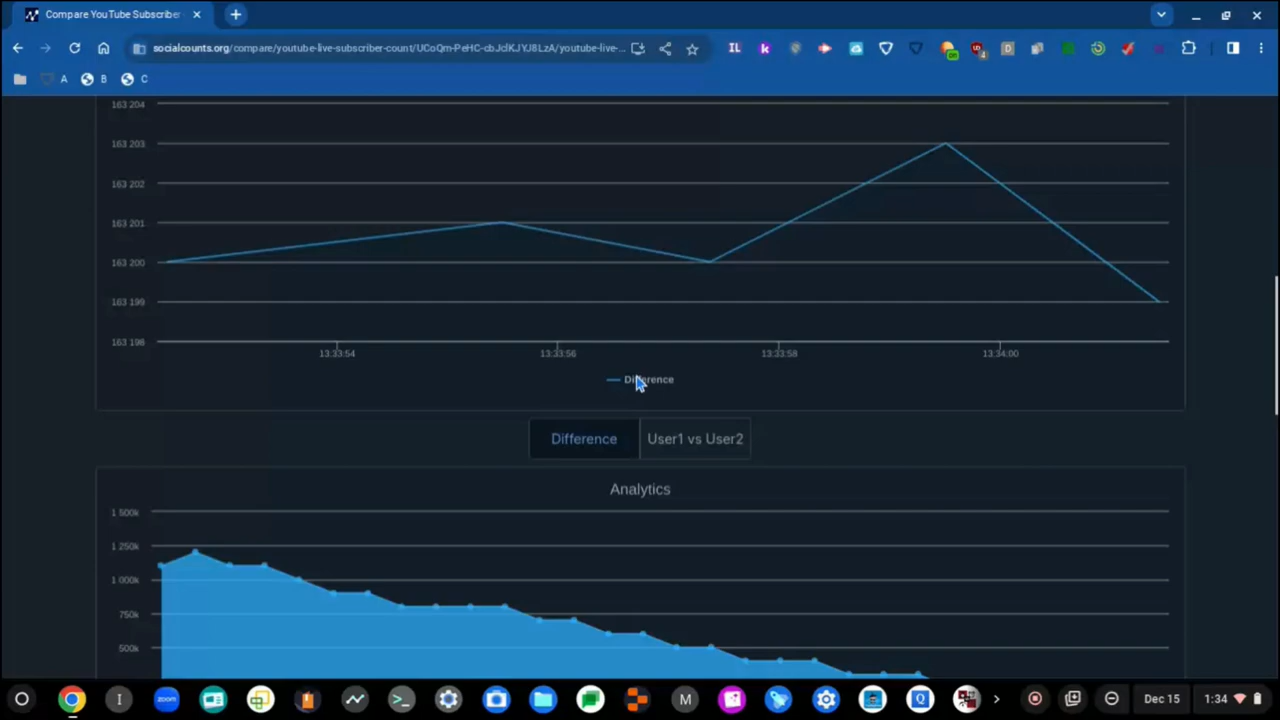 Compare YouTube Subscriber
socialcounts.org/compare/youtube-live-subscriber-count/UCoQm-PeHC-cbJclKJYJ8LzA/youtube-live-...
A B C
163 204
163 203
163 202
163 201
163 200
163 199
163 198
13:33:54 13:33:56 13:33:58 13:34:00
Difference
Difference User1 vs User2
Analytics
1 500k
1 250k
1 000k
750k
500k
I zoom M Q Dec 15 1:34